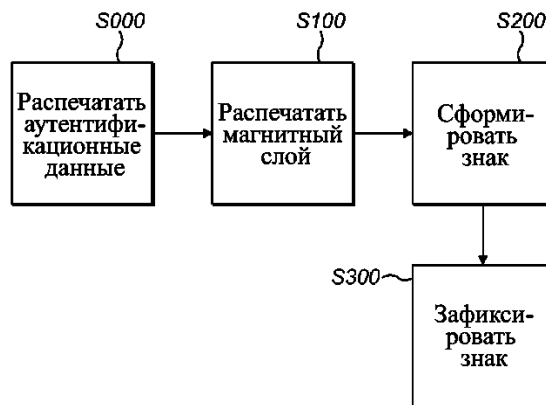 S000
S100
S200
Распечатать
аутентифи-
кационные
данные
Распечатать
магнитный
слой
Сформи-
ровать
знак
S300
Зафикси-
ровать
знак